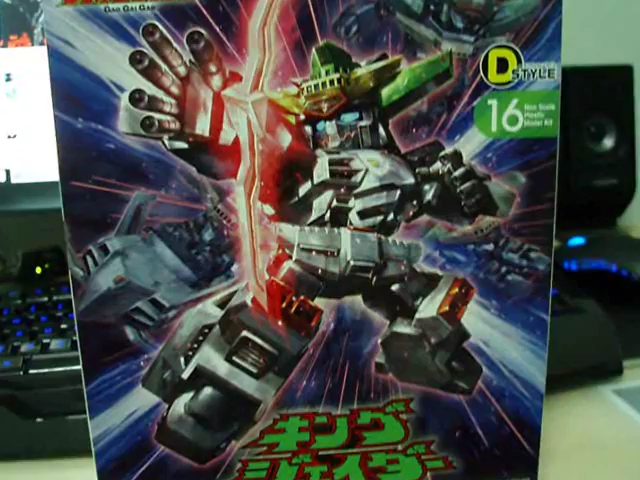 GAO GAI GAR
D
STYLE
16
Non Scale
Plastic
Model Kit
キング
ジェイダー